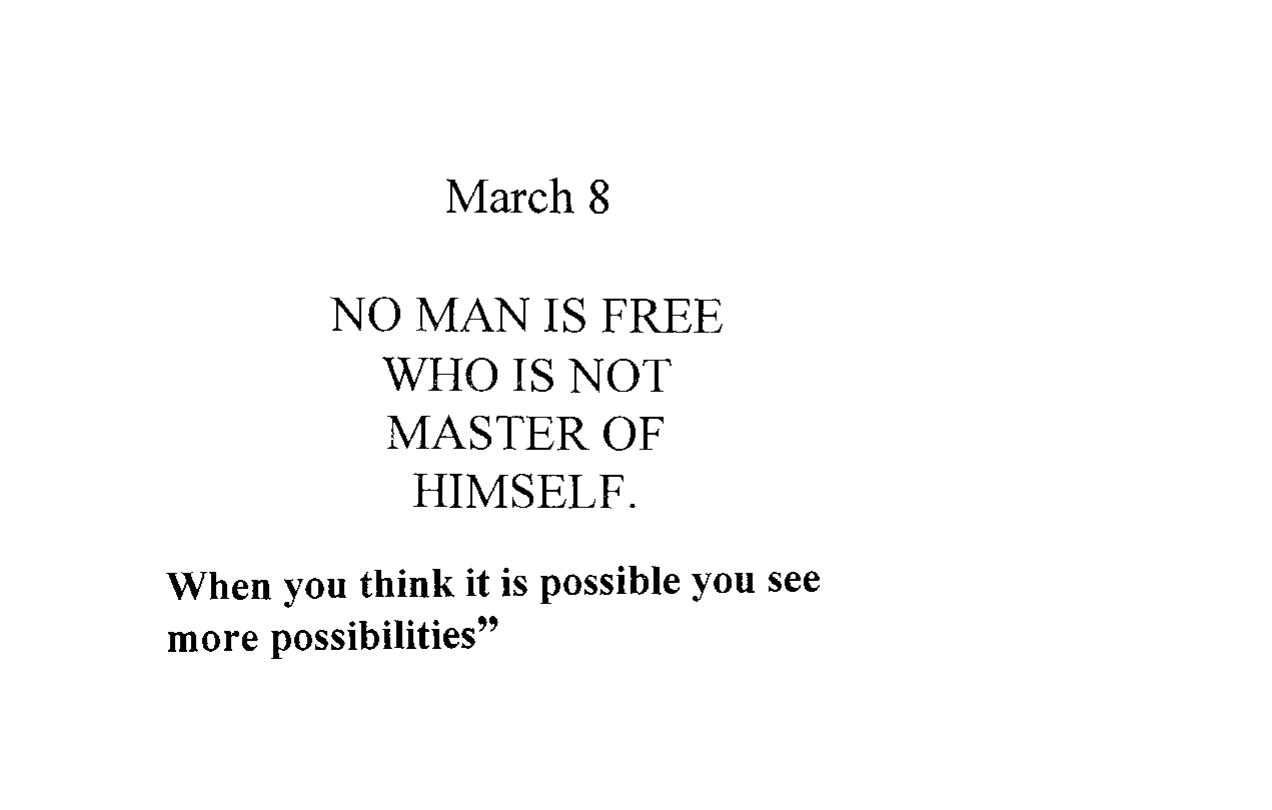 March 8
NO MAN IS FREE
WHO IS NOT
MASTER OF
HIMSELF.
When you think it is possible you see
more possibilities”